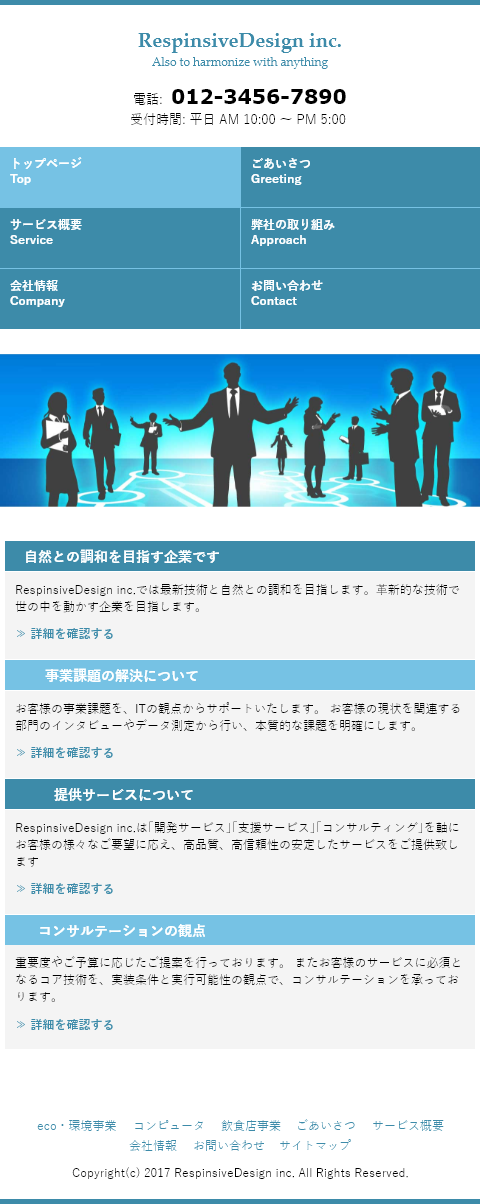 RespinsiveDesign inc.
Also to harmonize with anything
電話: 012-3456-7890
受付時間: 平日 AM 10:00 ～ PM 5:00
トップページ
Top
ごあいさつ
Greeting
サービス概要
Service
弊社の取り組み
Approach
会社情報
Company
お問い合わせ
Contact
自然との調和を目指す企業です
RespinsiveDesign inc.では最新技術と自然との調和を目指します。革新的な技術で
世の中を動かす企業を目指します。
≫ 詳細を確認する
事業課題の解決について
お客様の事業課題を、ITの観点からサポートいたします。 お客様の現状を関連する
部門のインタビューやデータ測定から行い、本質的な課題を明確にします。
≫ 詳細を確認する
提供サービスについて
RespinsiveDesign inc.は｢開発サービス｣｢支援サービス｣｢コンサルティング｣を軸に
お客様の様々なご要望に応え、高品質、高信頼性の安定したサービスをご提供致し
ます
≫ 詳細を確認する
コンサルテーションの観点
重要度やご予算に応じたご提案を行っております。 またお客様のサービスに必須と
なるコア技術を、実装条件と実行可能性の観点で、コンサルテーションを承ってお
ります。
≫ 詳細を確認する
eco・環境事業 コンピュータ 飲食店事業 ごあいさつ サービス概要
会社情報 お問い合わせ サイトマップ
Copyright(c) 2017 RespinsiveDesign inc. All Rights Reserved.